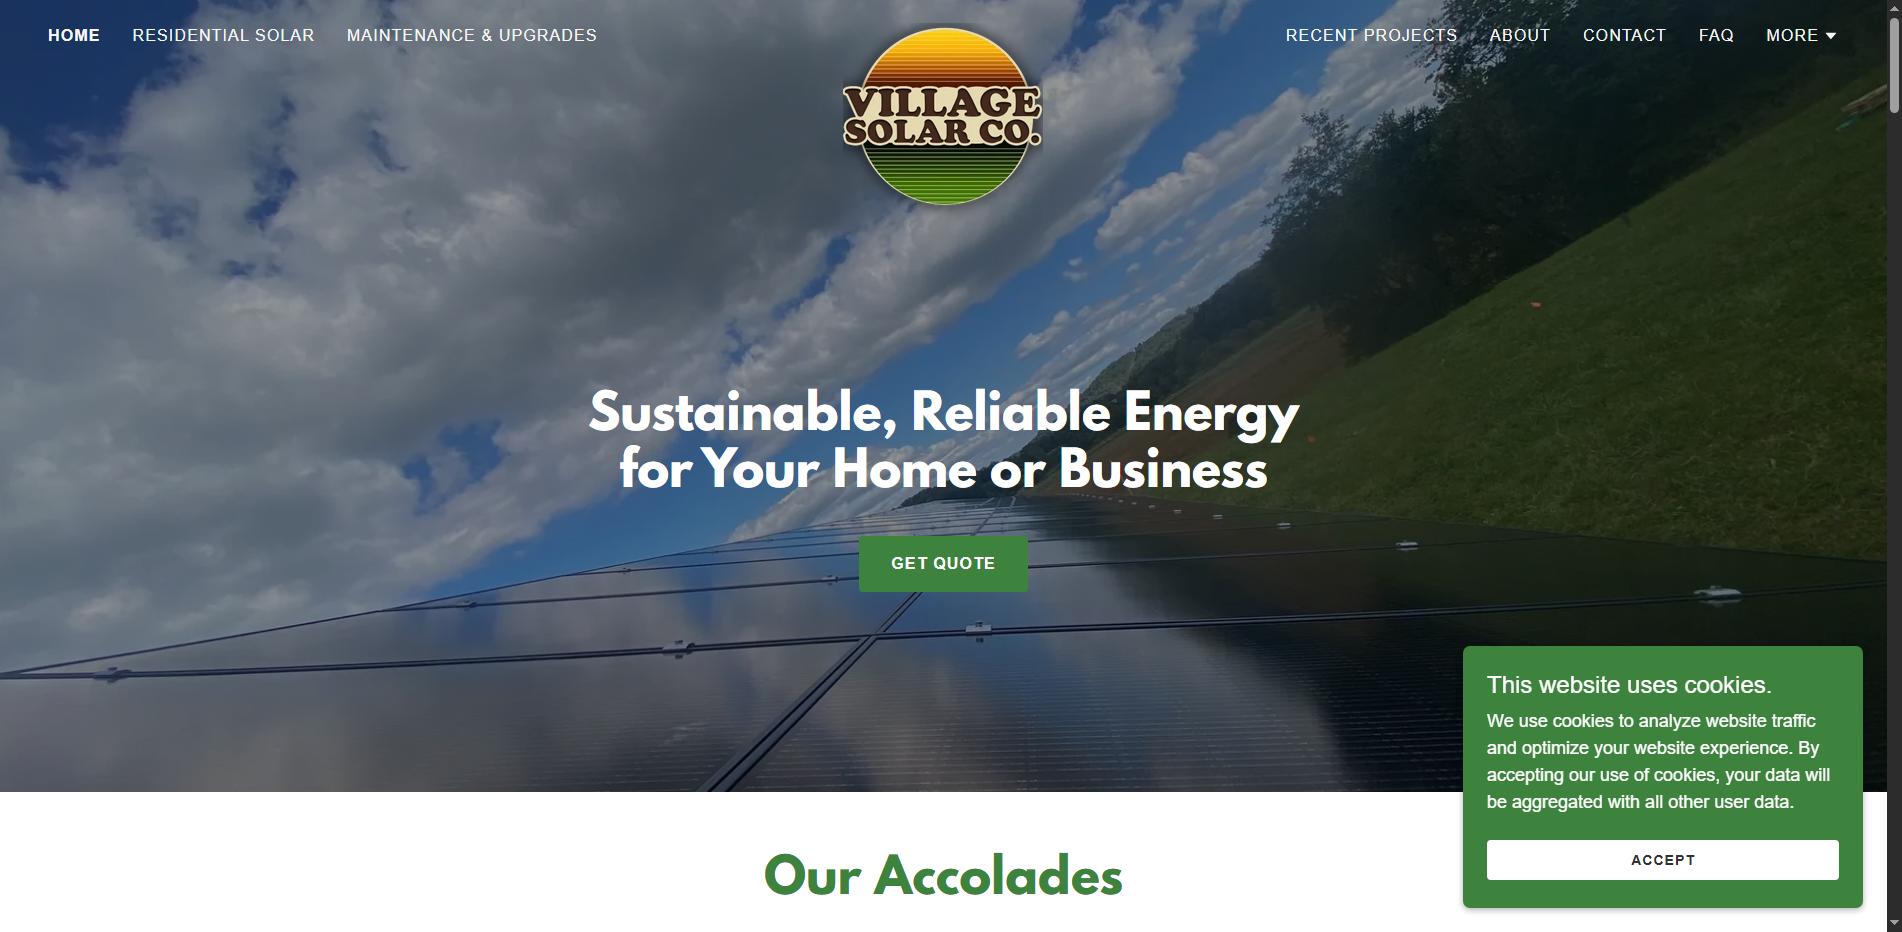 HOME
RESIDENTIAL SOLAR
MAINTENANCE & UPGRADES
VILLAGE
SOLAR CO.
RECENT PROJECTS
ABOUT
CONTACT
FAQ
MORE
Sustainable, Reliable Energy
for Your Home or Business
GET QUOTE
This website uses cookies.
We use cookies to analyze website traffic
and optimize your website experience. By
accepting our use of cookies, your data will
be aggregated with all other user data.
ACCEPT
Our Accolades